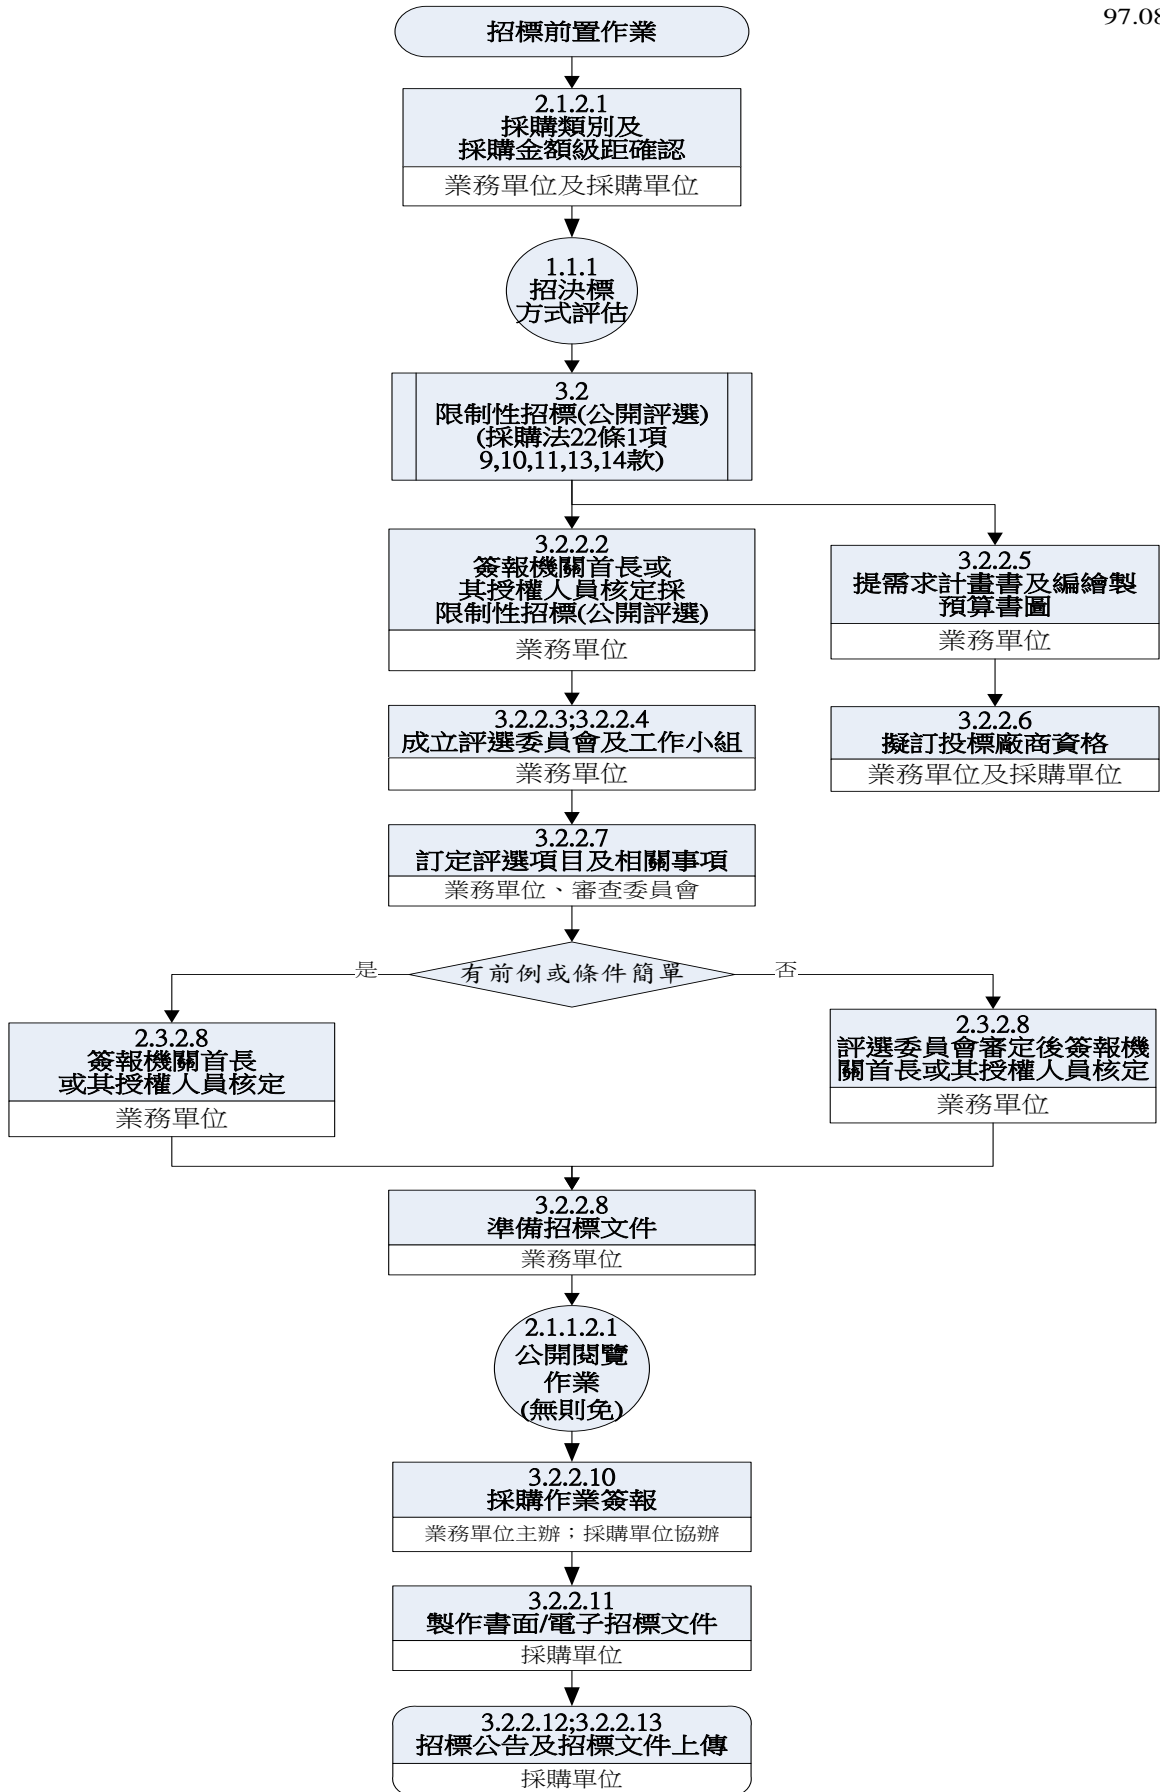 97.08
招標前置作業
2.1.2.1
採購類別及
採購金額級距確認
業務單位及採購單位
1.1.1
招決標
方式評估
3.2
限制性招標(公開評選)
(採購法22條1項
9,10,11,13,14款)
3.2.2.2
簽報機關首長或
其授權人員核定採
限制性招標(公開評選)
業務單位
3.2.2.5
提需求計畫書及編繪製
預算書圖
業務單位
3.2.2.3;3.2.2.4
成立評選委員會及工作小組
業務單位
3.2.2.6
擬訂投標廠商資格
業務單位及採購單位
3.2.2.7
訂定評選項目及相關事項
業務單位、審查委員會
有前例或條件簡單
是
否
2.3.2.8
簽報機關首長
或其授權人員核定
業務單位
2.3.2.8
評選委員會審定後簽報機
關首長或其授權人員核定
業務單位
3.2.2.8
準備招標文件
業務單位
2.1.1.2.1
公開閱覽
作業
(無則免)
3.2.2.10
採購作業簽報
業務單位主辦；採購單位協辦
3.2.2.11
製作書面/電子招標文件
採購單位
3.2.2.12;3.2.2.13
招標公告及招標文件上傳
採購單位